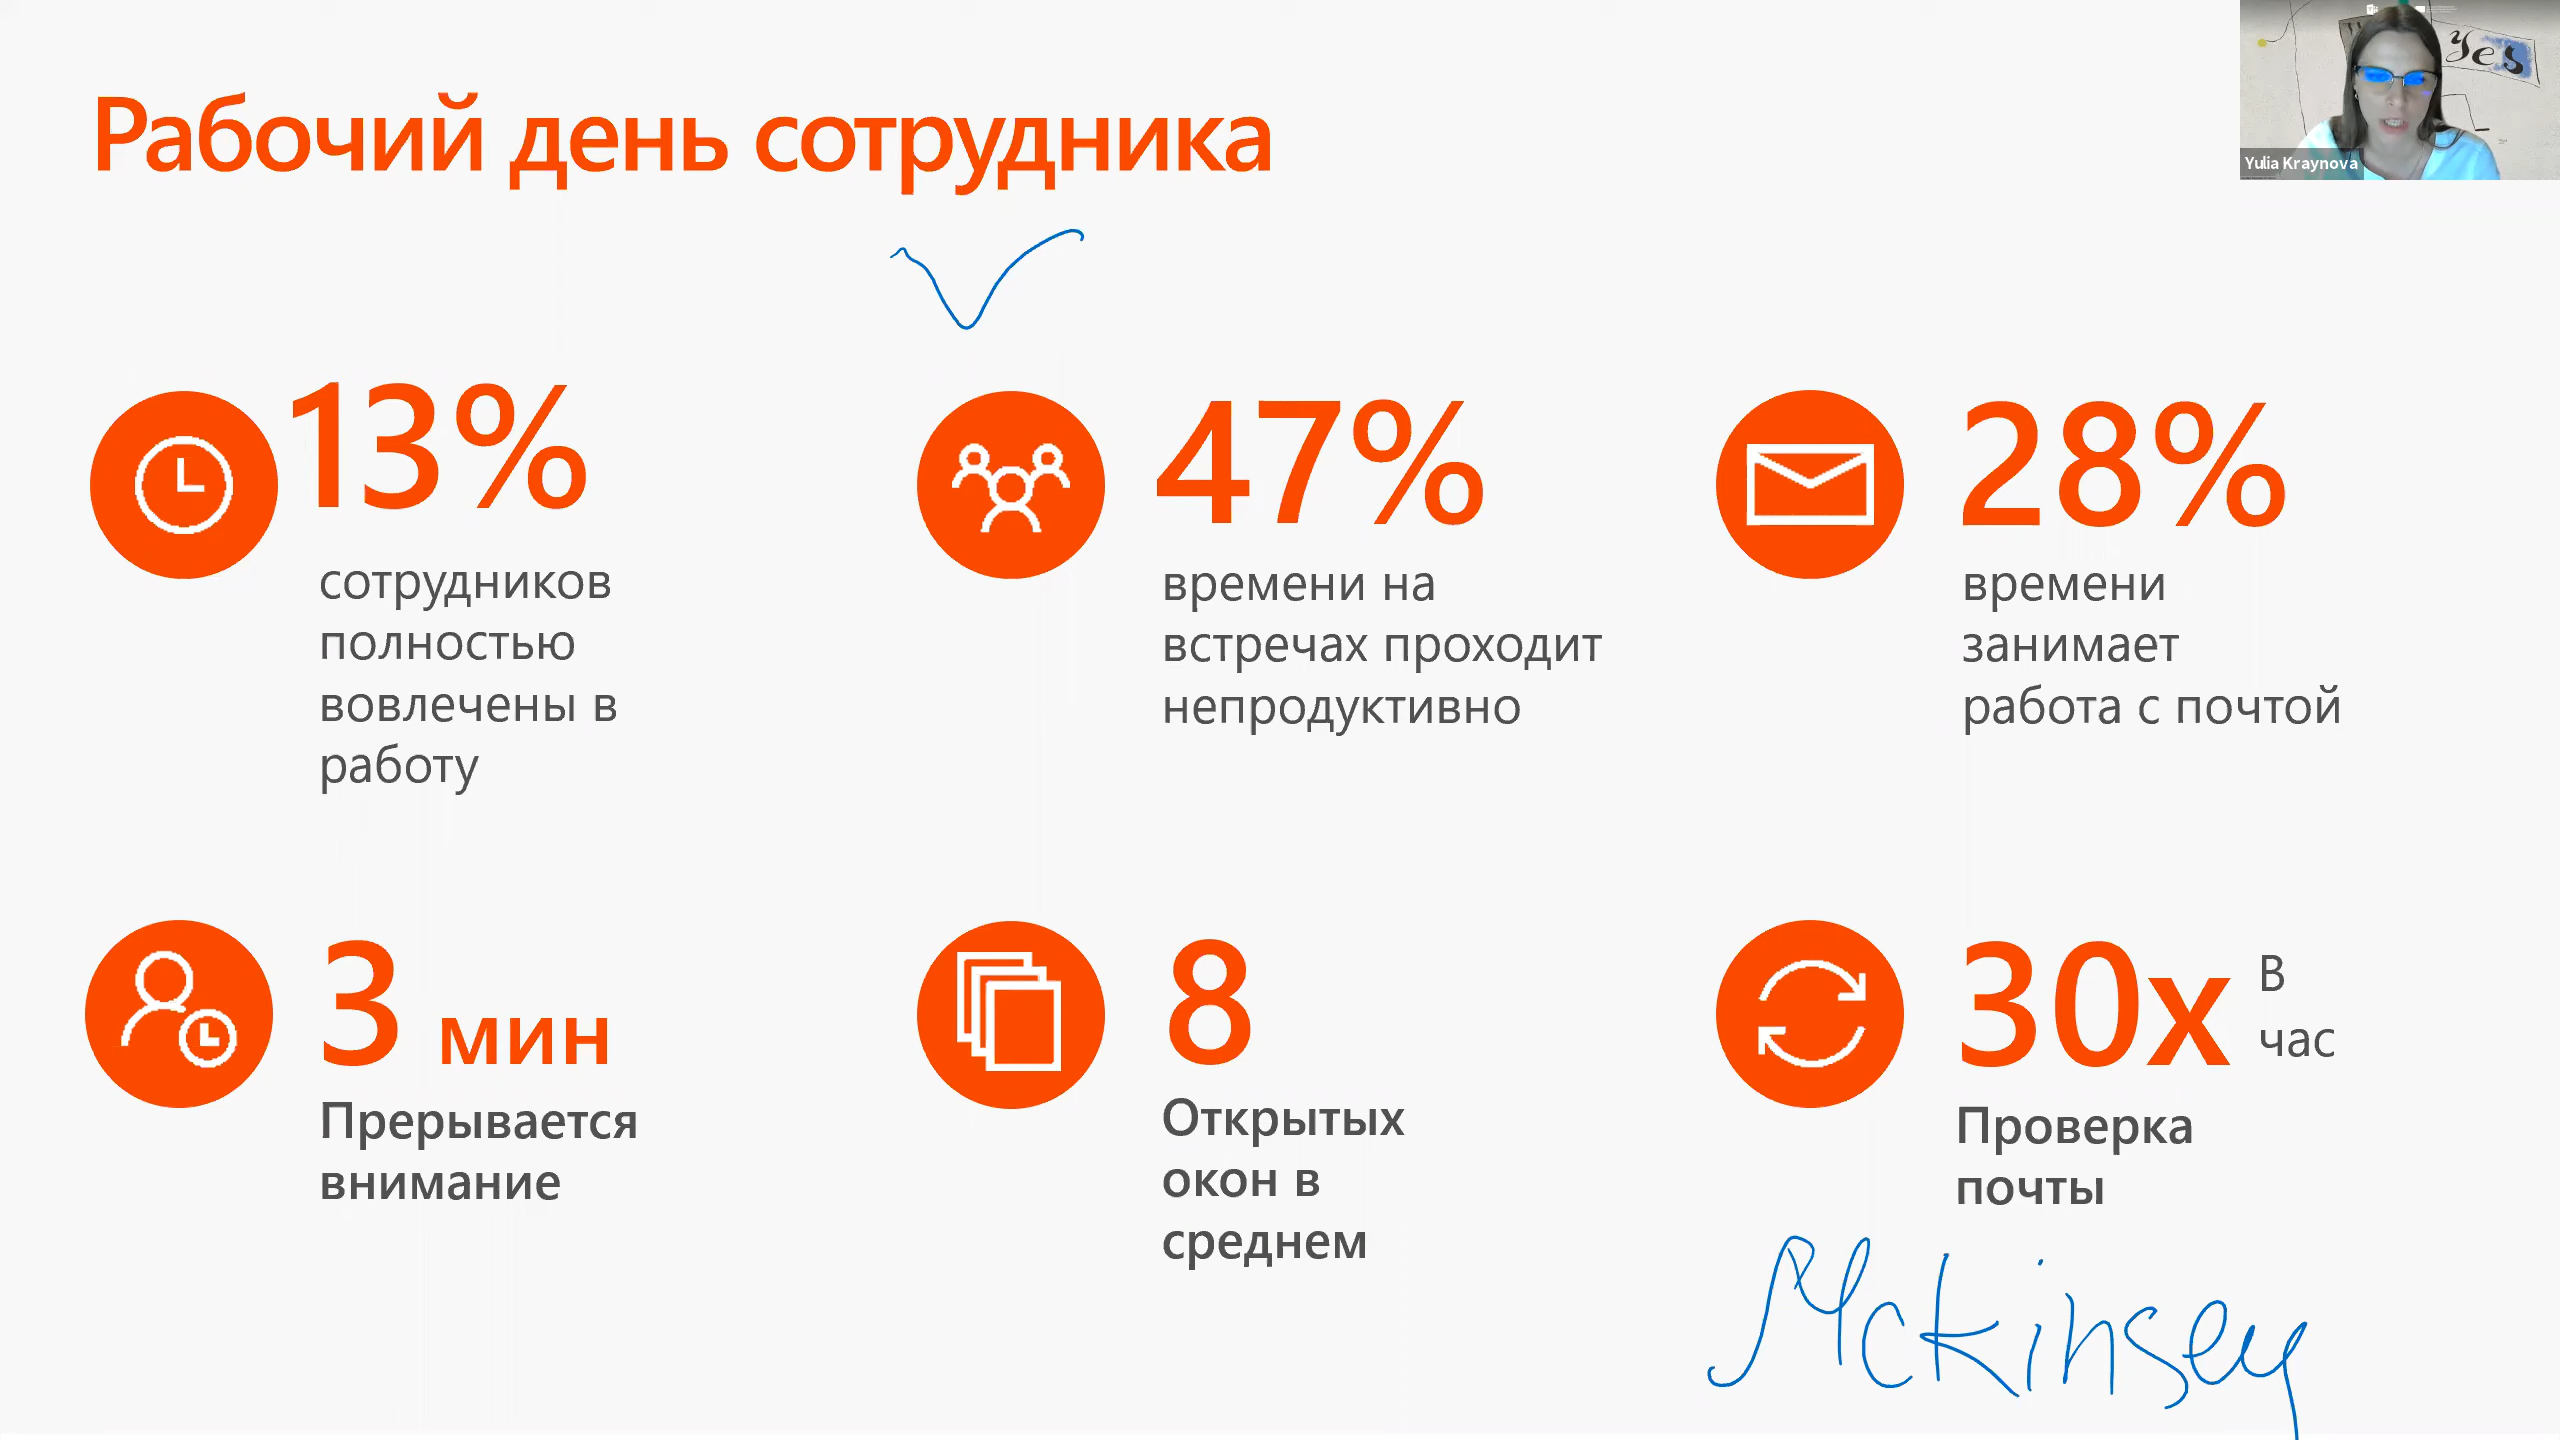 Рабочий день сотрудника
Yes
Yulia Kraynova
13%
сотрудников
полностью
вовлечены в
работу
47%
времени на
встречах проходит
непродуктивно
28%
времени
занимает
работа с почтой
3 мин
Прерывается
внимание
8
Открытых
окон в
среднем
30x В
час
Проверка
почты
Mckinsey